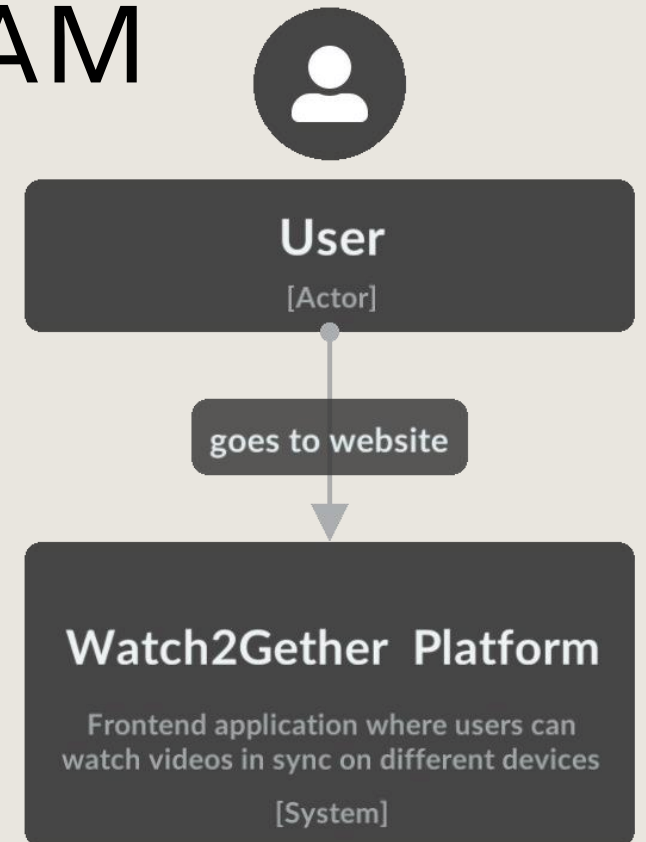 AM
User
[Actor]
goes to website
Watch2Gether Platform
Frontend application where users can
watch videos in sync on different devices
[System]